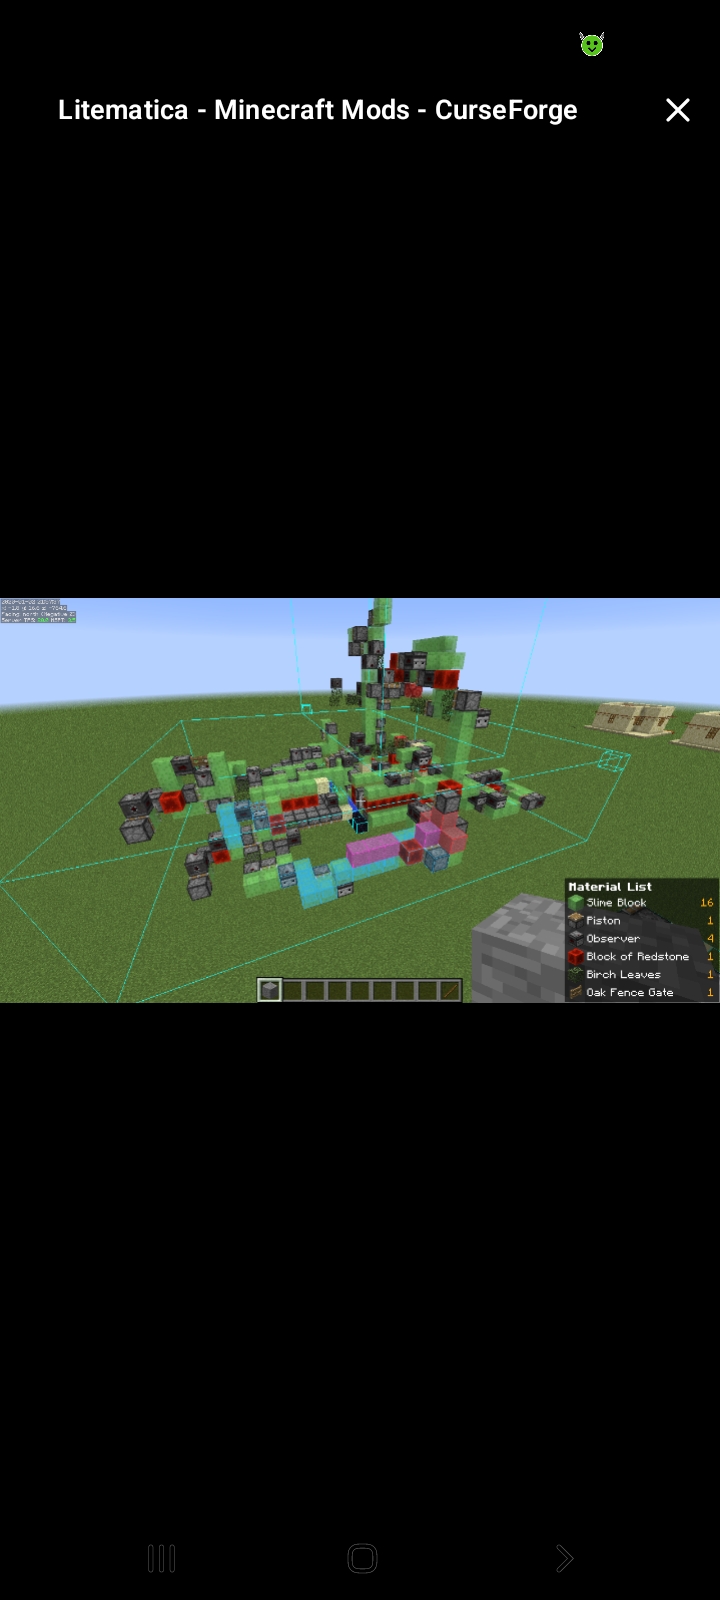 Litematica - Minecraft Mods - CurseForge
Material List
Slime Block 16
Piston 1
Observer 4
Block of Redstone 1
Birch Leaves 1
Oak Fence Gate 1